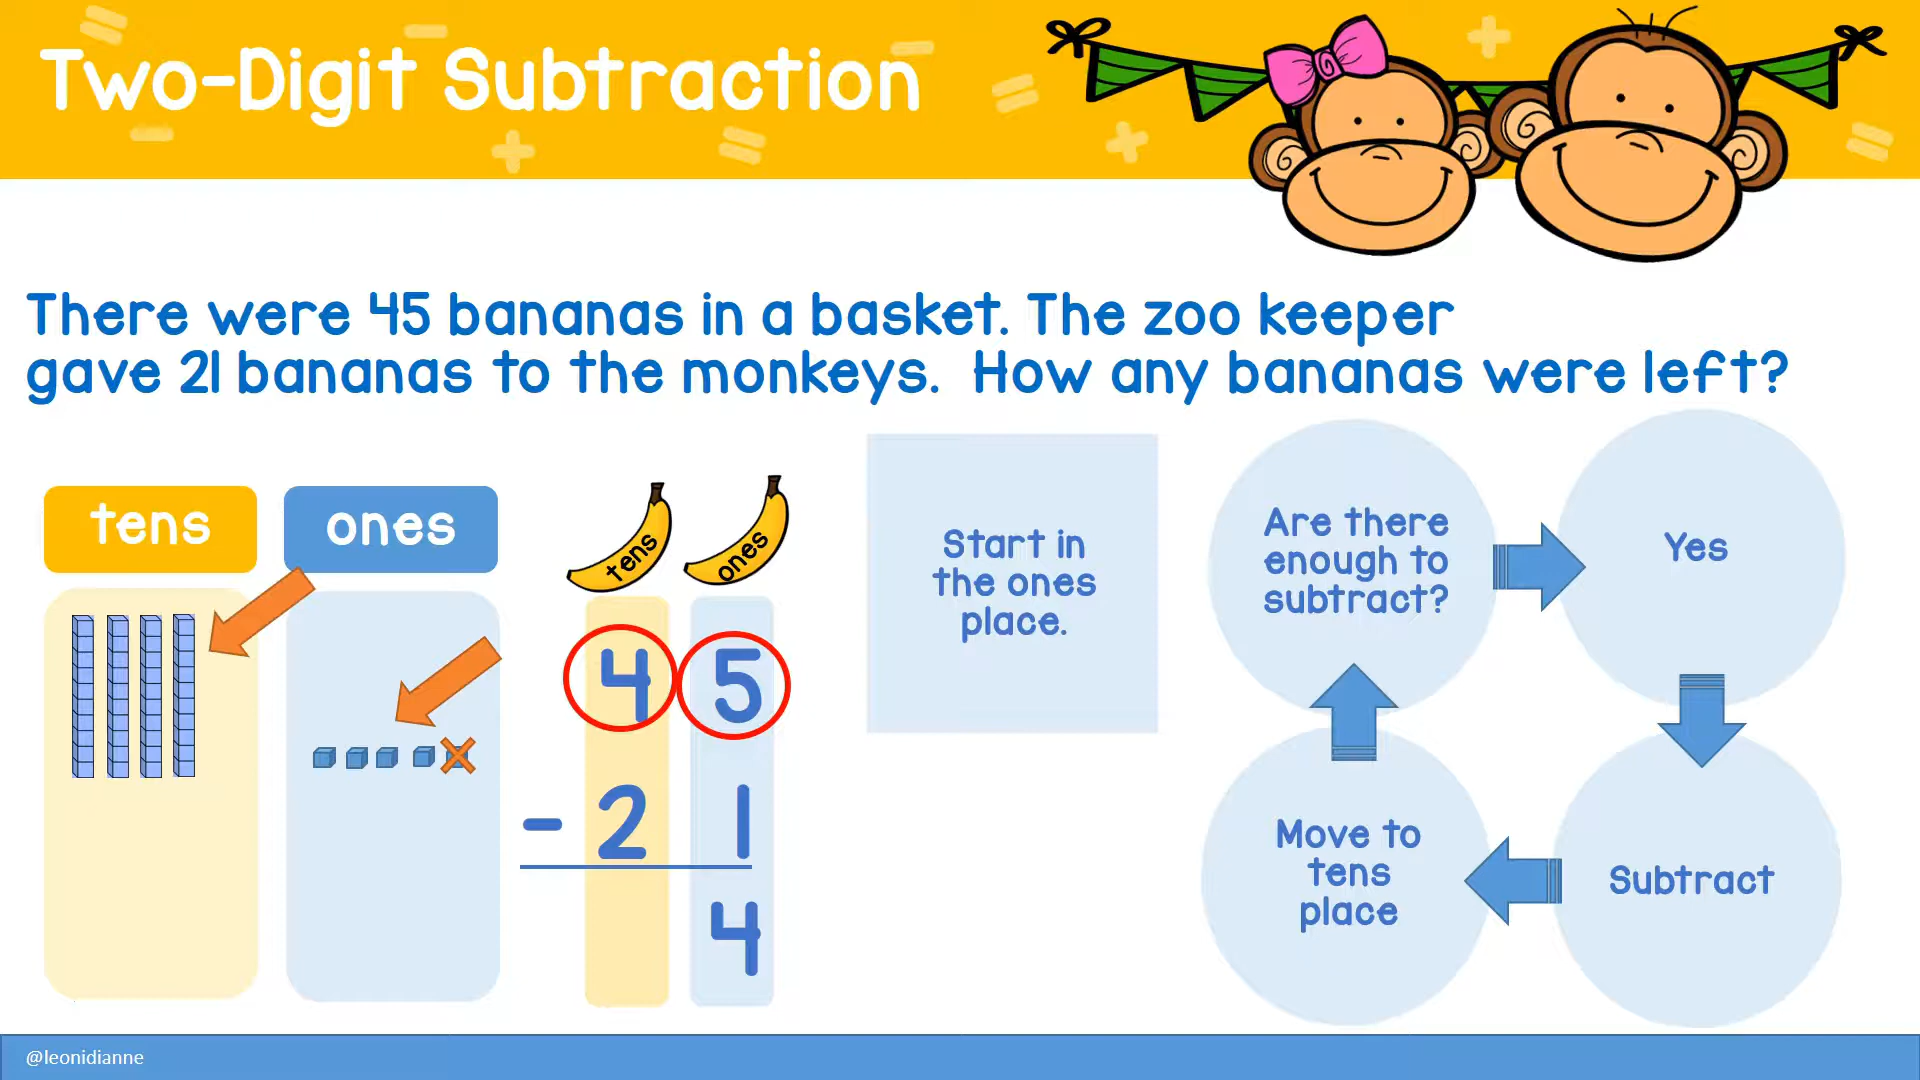 Two-Digit Subtraction
There were 45 bananas in a basket. The zoo keeper
gave 21 bananas to the monkeys. How any bananas were left?
tens
ones
tens
ones
4 5
- 2 1
4
Start in
the ones
place.
Are there
enough to
subtract?
Yes
Subtract
Move to
tens
place
@leonidianne